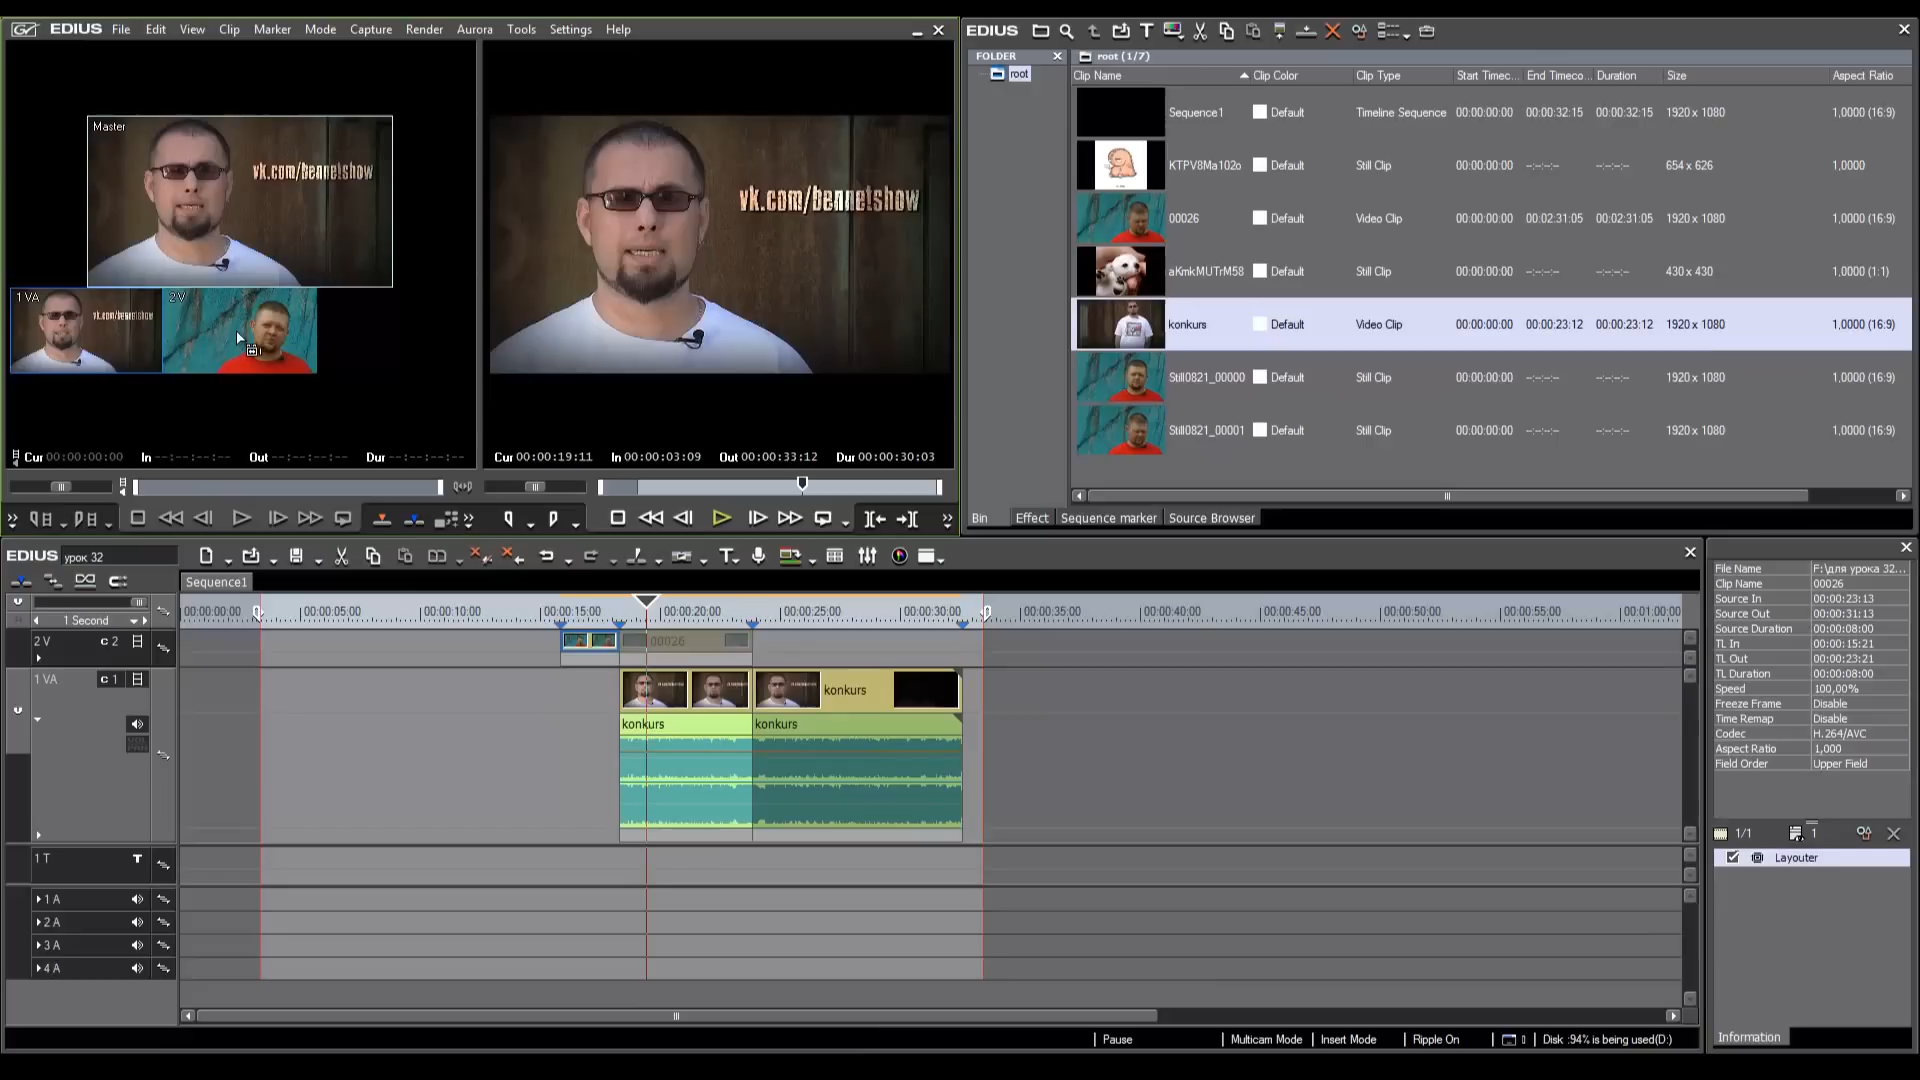 EDIUS File Edit View Clip Marker Mode Capture Render Aurora Tools Settings Help
Master
vk.com/bennetshow
1 VA
vk.com/bennetshow
2 V
vk.com/bennetshow
Cur 00:00:00:00 In --:--:--:-- Out --:--:--:-- Dur --:--:--:--
Cur 00:00:19:11 In 00:00:03:09 Out 00:00:33:12 Dur 00:00:30:03
EDIUS
FOLDER
root
root (1/7)
Clip Name Clip Color Clip Type Start Timec... End Timeco... Duration Size Aspect Ratio
Sequence1 Default Timeline Sequence 00:00:00:00 00:00:32:15 00:00:32:15 1920 x 1080 1,0000 (16:9)
KTPV8Ma102o Default Still Clip 00:00:00:00 --:--:--:-- --:--:--:-- 654 x 626 1,0000
00026 Default Video Clip 00:00:00:00 00:02:31:05 00:02:31:05 1920 x 1080 1,0000 (16:9)
aKmkMUTrM58 Default Still Clip 00:00:00:00 --:--:--:-- --:--:--:-- 430 x 430 1,0000 (1:1)
konkurs Default Video Clip 00:00:00:00 00:00:23:12 00:00:23:12 1920 x 1080 1,0000 (16:9)
Still0821_00000 Default Still Clip 00:00:00:00 --:--:--:-- --:--:--:-- 1920 x 1080 1,0000 (16:9)
Still0821_00001 Default Still Clip 00:00:00:00 --:--:--:-- --:--:--:-- 1920 x 1080 1,0000 (16:9)
Bin Effect Sequence marker Source Browser
EDIUS урок 32
Sequence1
1 Second
00:00:00:00 00:00:05:00 00:00:10:00 00:00:15:00 00:00:20:00 00:00:25:00 00:00:30:00 00:00:35:00 00:00:40:00 00:00:45:00 00:00:50:00 00:00:55:00 00:01:00:00
2 V C 2
00026
1 VA C 1
konkurs
konkurs konkurs
VOL
PAN
1 T T
1 A
2 A
3 A
4 A
File Name F:\для урока 32...
Clip Name 00026
Source In 00:00:23:13
Source Out 00:00:31:13
Source Duration 00:00:08:00
TL In 00:00:15:21
TL Out 00:00:23:21
TL Duration 00:00:08:00
Speed 100,00%
Freeze Frame Disable
Time Remap Disable
Codec H.264/AVC
Aspect Ratio 1,000
Field Order Upper Field
1/1 1
Layouter
Information
Pause Multicam Mode Insert Mode Ripple On 0 Disk :94% is being used(D:)